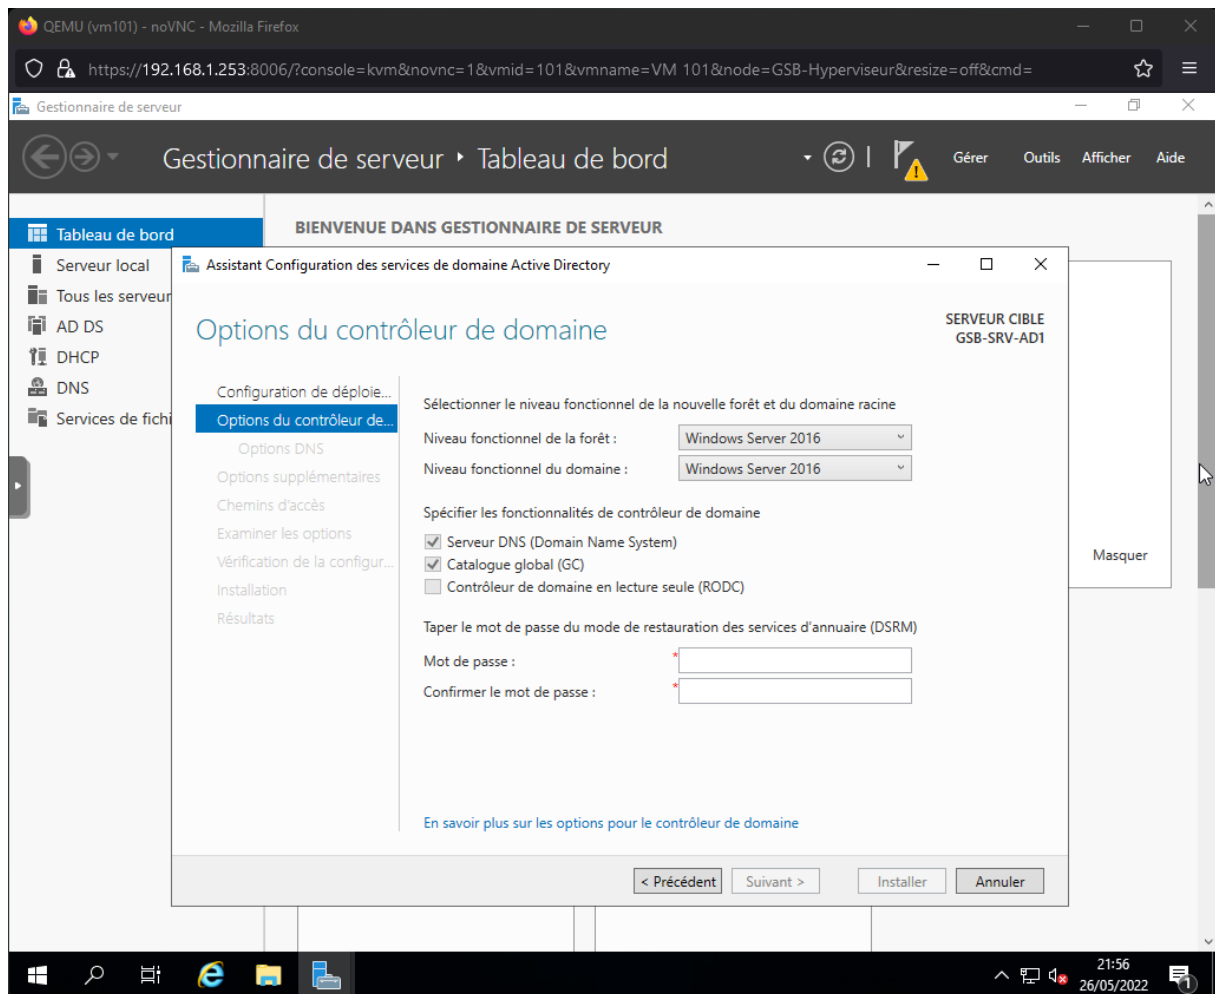 QEMU (vm101) - noVNC - Mozilla Firefox
https://192.168.1.253:8006/?console=kvm&novnc=1&vmid=101&vmname=VM 101&node=GSB-Hyperviseur&resize=off&cmd=
Gestionnaire de serveur
Gestionnaire de serveur ‣ Tableau de bord
Gérer Outils Afficher Aide
Tableau de bord
Serveur local
Tous les serveur
AD DS
DHCP
DNS
Services de fichi
BIENVENUE DANS GESTIONNAIRE DE SERVEUR
Masquer
Assistant Configuration des services de domaine Active Directory
Options du contrôleur de domaine
SERVEUR CIBLE
GSB-SRV-AD1
Configuration de déploie...
Options du contrôleur de...
Options DNS
Options supplémentaires
Chemins d'accès
Examiner les options
Vérification de la configur...
Installation
Résultats
Sélectionner le niveau fonctionnel de la nouvelle forêt et du domaine racine
Niveau fonctionnel de la forêt : Windows Server 2016
Niveau fonctionnel du domaine : Windows Server 2016
Spécifier les fonctionnalités de contrôleur de domaine
Serveur DNS (Domain Name System)
Catalogue global (GC)
Contrôleur de domaine en lecture seule (RODC)
Taper le mot de passe du mode de restauration des services d'annuaire (DSRM)
Mot de passe : *
Confirmer le mot de passe : *
En savoir plus sur les options pour le contrôleur de domaine
< Précédent Suivant > Installer Annuler
21:56
26/05/2022
1